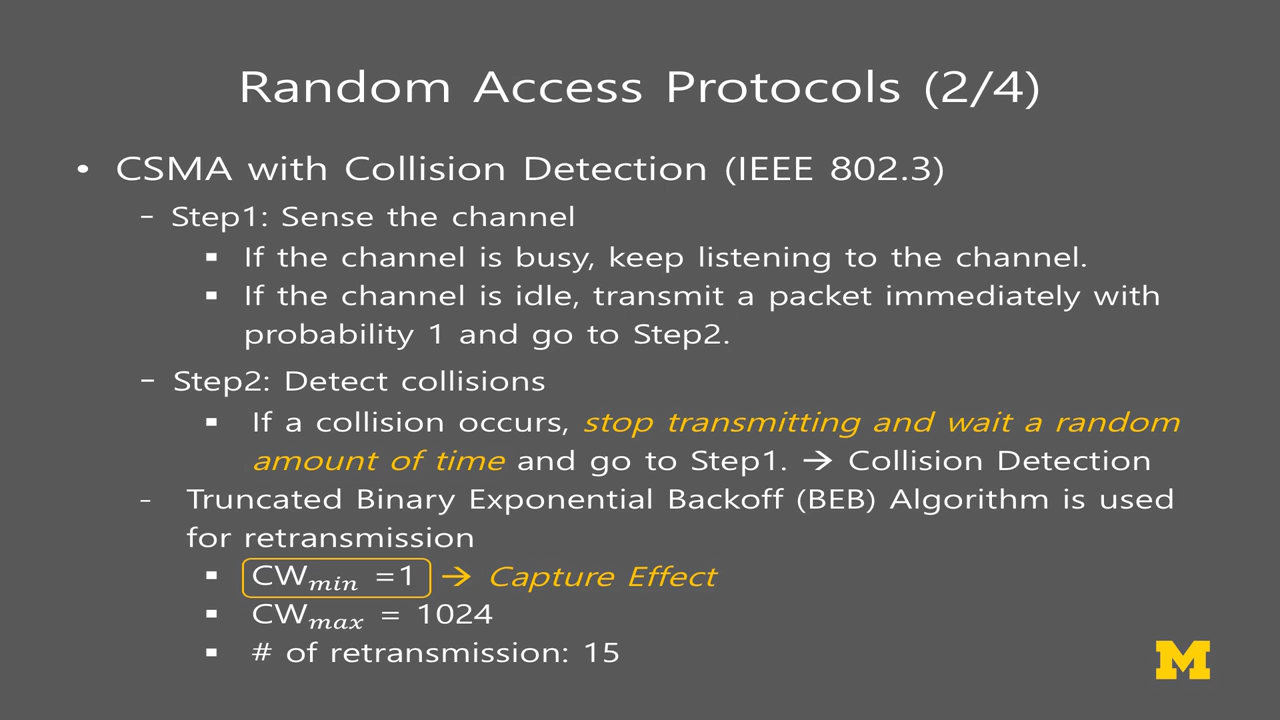 Random Access Protocols (2/4)
• CSMA with Collision Detection (IEEE 802.3)
– Step1: Sense the channel
▪ If the channel is busy, keep listening to the channel.
▪ If the channel is idle, transmit a packet immediately with
probability 1 and go to Step2.
– Step2: Detect collisions
▪ If a collision occurs, stop transmitting and wait a random
amount of time and go to Step1. → Collision Detection
- Truncated Binary Exponential Backoff (BEB) Algorithm is used
for retransmission
▪ CW_min =1 → Capture Effect
▪ CW_max = 1024
▪ # of retransmission: 15
M